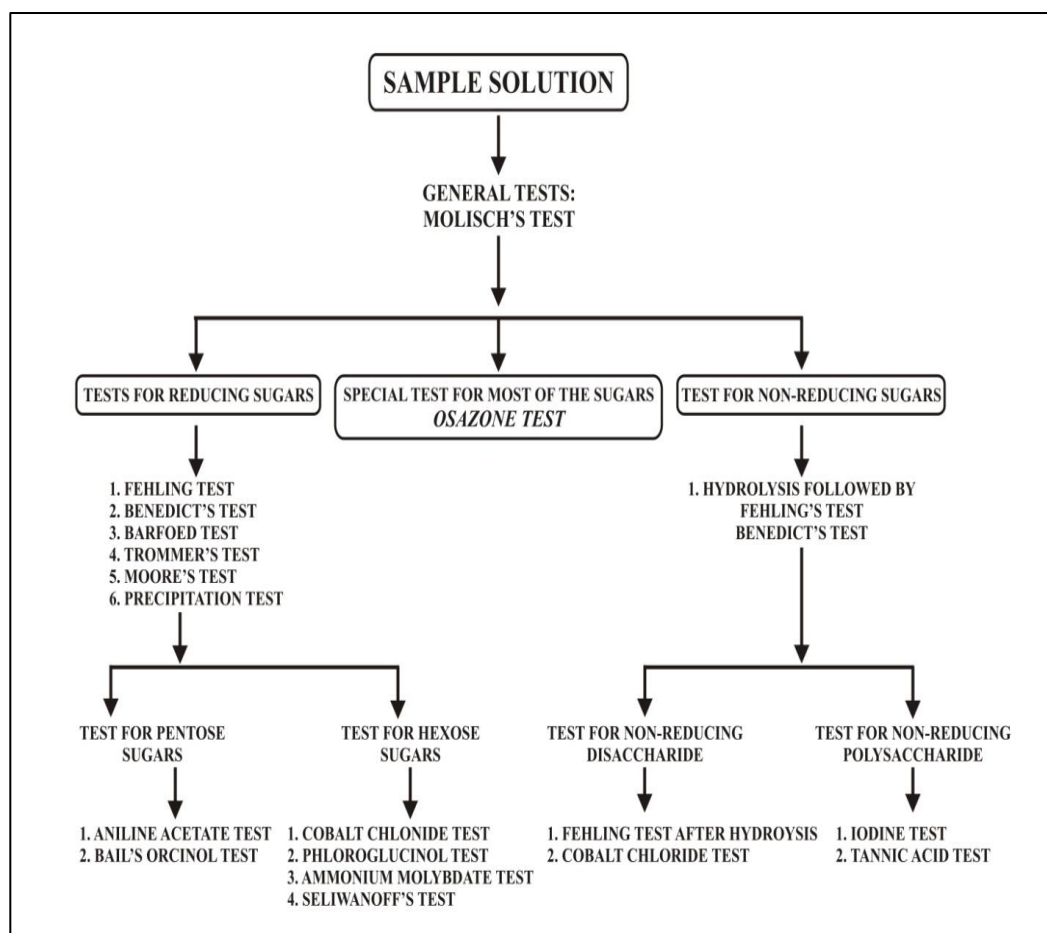 SAMPLE SOLUTION
GENERAL TESTS:
MOLISCH'S TEST
TESTS FOR REDUCING SUGARS
SPECIAL TEST FOR MOST OF THE SUGARS
OSAZONE TEST
TEST FOR NON-REDUCING SUGARS
1. FEHLING TEST
2. BENEDICT'S TEST
3. BARFOED TEST
4. TROMMER'S TEST
5. MOORE'S TEST
6. PRECIPITATION TEST
1. HYDROLYSIS FOLLOWED BY
FEHLING'S TEST
BENEDICT'S TEST
TEST FOR PENTOSE
SUGARS
TEST FOR HEXOSE
SUGARS
TEST FOR NON-REDUCING
DISACCHARIDE
TEST FOR NON-REDUCING
POLYSACCHARIDE
1. ANILINE ACETATE TEST
2. BAIL'S ORCINOL TEST
1. COBALT CHLONIDE TEST
2. PHLOROGLUCINOL TEST
3. AMMONIUM MOLYBDATE TEST
4. SELIWANOFF'S TEST
1. FEHLING TEST AFTER HYDROYSIS
2. COBALT CHLORIDE TEST
1. IODINE TEST
2. TANNIC ACID TEST